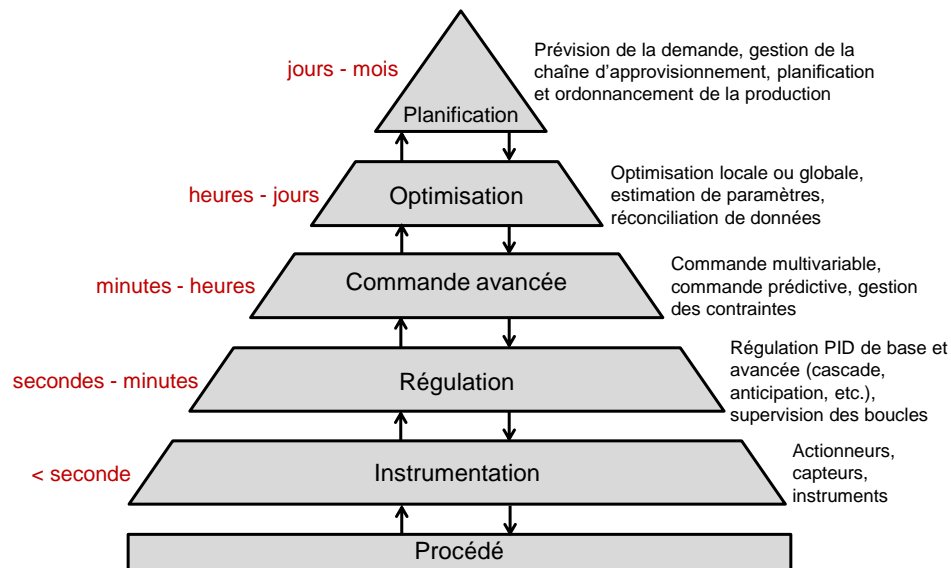 jours - mois
Planification
Prévision de la demande, gestion de la
chaîne d'approvisionnement, planification
et ordonnancement de la production
heures - jours
Optimisation
Optimisation locale ou globale,
estimation de paramètres,
réconciliation de données
minutes - heures
Commande avancée
Commande multivariable,
commande prédictive, gestion
des contraintes
secondes - minutes
Régulation
Régulation PID de base et
avancée (cascade,
anticipation, etc.),
supervision des boucles
< seconde
Instrumentation
Actionneurs,
capteurs,
instruments
Procédé